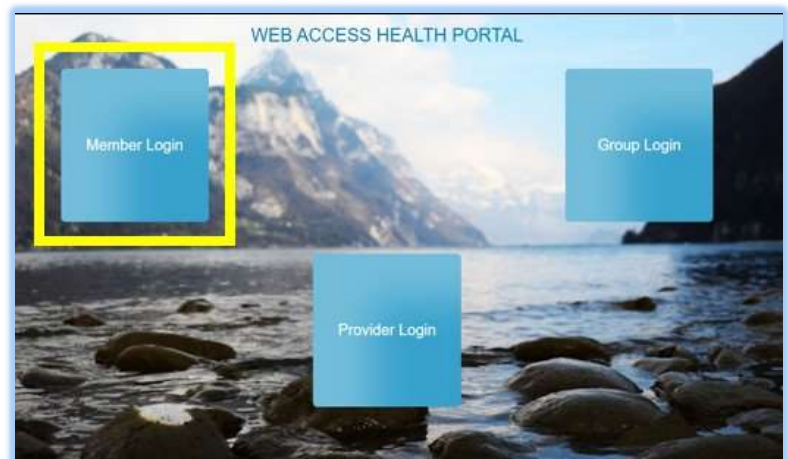 WEB ACCESS HEALTH PORTAL
Member Login
Group Login
Provider Login